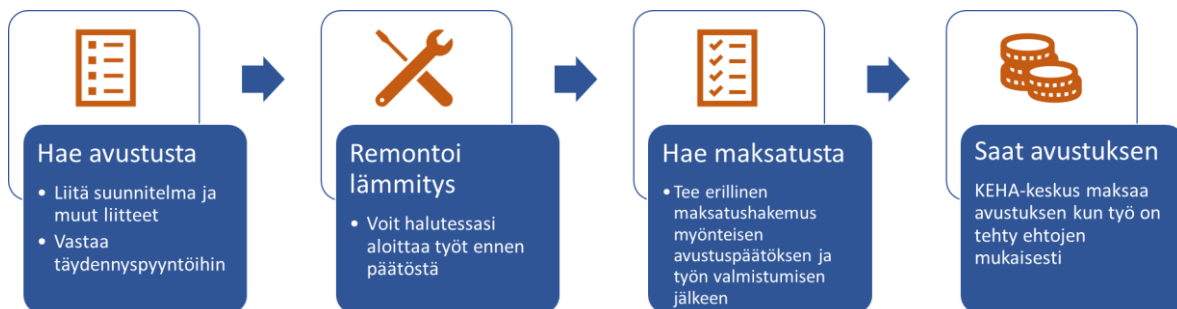 Hae avustusta
• Liitä suunnitelma ja
muut liitteet
• Vastaa
täydennyspyyntöihin
Remontoi
lämmitys
• Voit halutessasi
aloittaa työt ennen
päätöstä
Hae maksatusta
• Tee erillinen
maksatushakemus
myönteisen
avustuspäätöksen ja
työn valmistumisen
jälkeen
Saat avustuksen
KEHA-keskus maksaa
avustuksen kun työ on
tehty ehtojen
mukaisesti